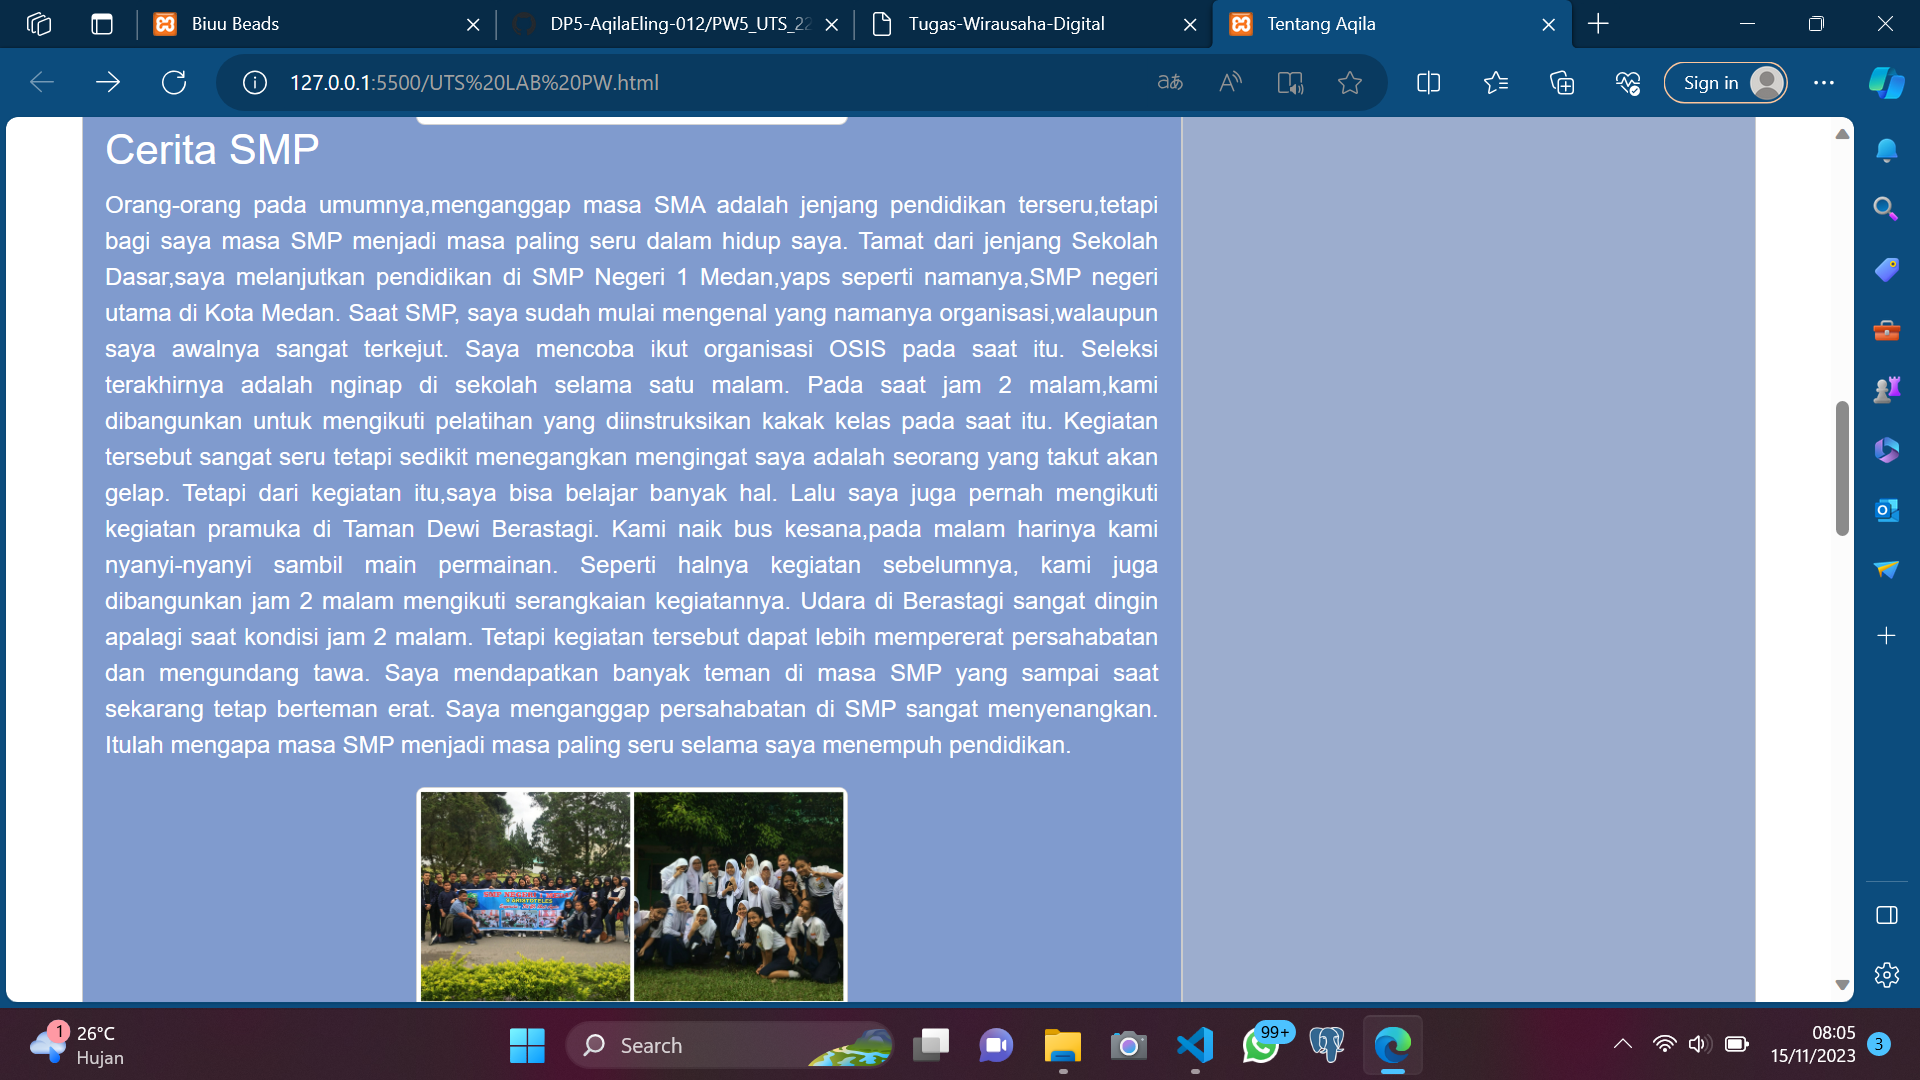 Biuu Beads
DP5-AqilaEling-012/PW5_UTS_22
Tugas-Wirausaha-Digital
Tentang Aqila
127.0.0.1:5500/UTS%20LAB%20PW.html
Sign in
Cerita SMP
Orang-orang pada umumnya,menganggap masa SMA adalah jenjang pendidikan terseru,tetapi
bagi saya masa SMP menjadi masa paling seru dalam hidup saya. Tamat dari jenjang Sekolah
Dasar,saya melanjutkan pendidikan di SMP Negeri 1 Medan,yaps seperti namanya,SMP negeri
utama di Kota Medan. Saat SMP, saya sudah mulai mengenal yang namanya organisasi,walaupun
saya awalnya sangat terkejut. Saya mencoba ikut organisasi OSIS pada saat itu. Seleksi
terakhirnya adalah nginap di sekolah selama satu malam. Pada saat jam 2 malam,kami
dibangunkan untuk mengikuti pelatihan yang diinstruksikan kakak kelas pada saat itu. Kegiatan
tersebut sangat seru tetapi sedikit menegangkan mengingat saya adalah seorang yang takut akan
gelap. Tetapi dari kegiatan itu,saya bisa belajar banyak hal. Lalu saya juga pernah mengikuti
kegiatan pramuka di Taman Dewi Berastagi. Kami naik bus kesana,pada malam harinya kami
nyanyi-nyanyi sambil main permainan. Seperti halnya kegiatan sebelumnya, kami juga
dibangunkan jam 2 malam mengikuti serangkaian kegiatannya. Udara di Berastagi sangat dingin
apalagi saat kondisi jam 2 malam. Tetapi kegiatan tersebut dapat lebih mempererat persahabatan
dan mengundang tawa. Saya mendapatkan banyak teman di masa SMP yang sampai saat
sekarang tetap berteman erat. Saya menganggap persahabatan di SMP sangat menyenangkan.
Itulah mengapa masa SMP menjadi masa paling seru selama saya menempuh pendidikan.
SMP NEGERI
1
26°C
Hujan
Search
99+
08:05
15/11/2023
3